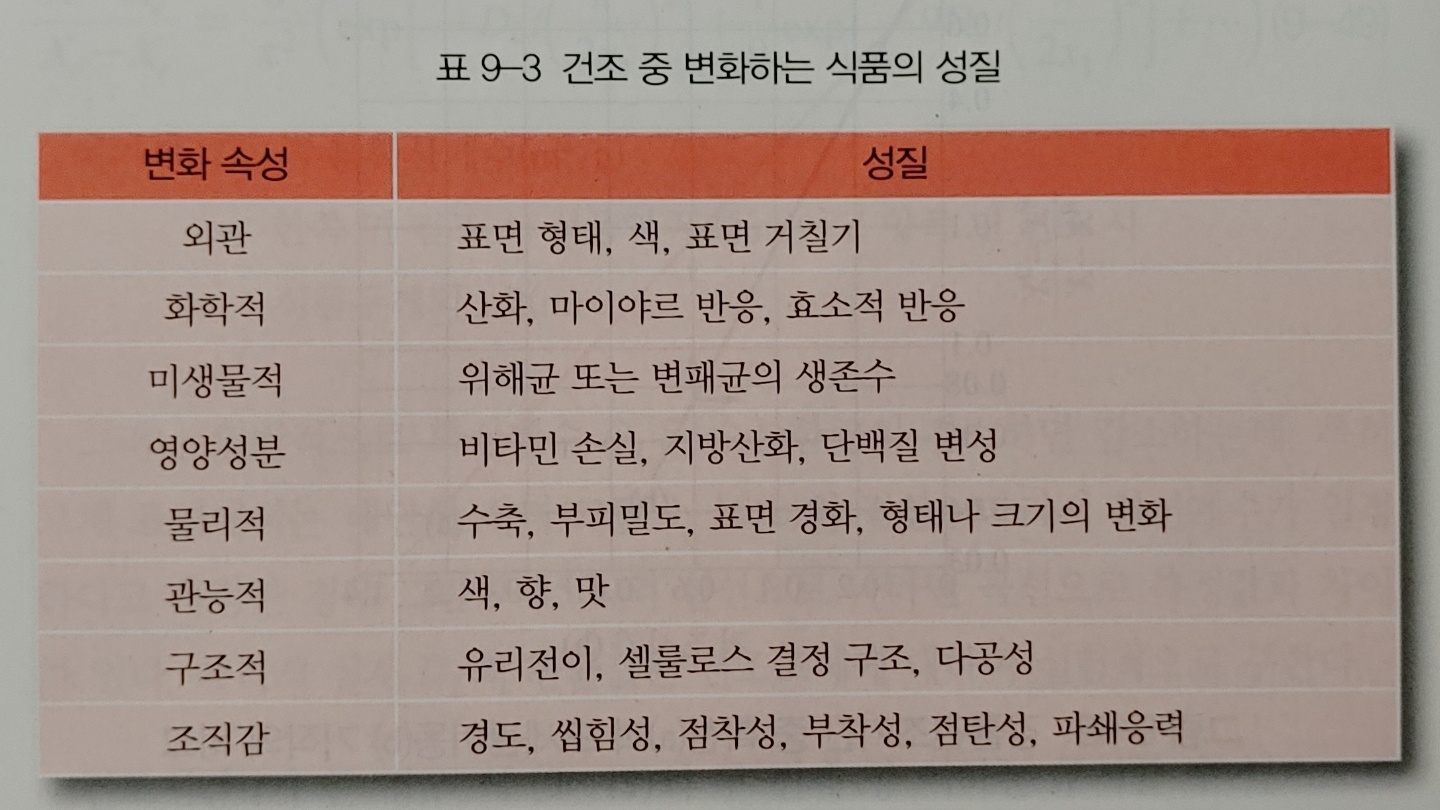 표 9-3 건조 중 변화하는 식품의 성질
변화 속성 성질
외관 표면 형태, 색, 표면 거칠기
화학적 산화, 마이야르 반응, 효소적 반응
미생물적 위해균 또는 변패균의 생존수
영양성분 비타민 손실, 지방산화, 단백질 변성
물리적 수축, 부피밀도, 표면 경화, 형태나 크기의 변화
관능적 색, 향, 맛
구조적 유리전이, 셀룰로스 결정 구조, 다공성
조직감 경도, 씹힘성, 점착성, 부착성, 점탄성, 파쇄응력